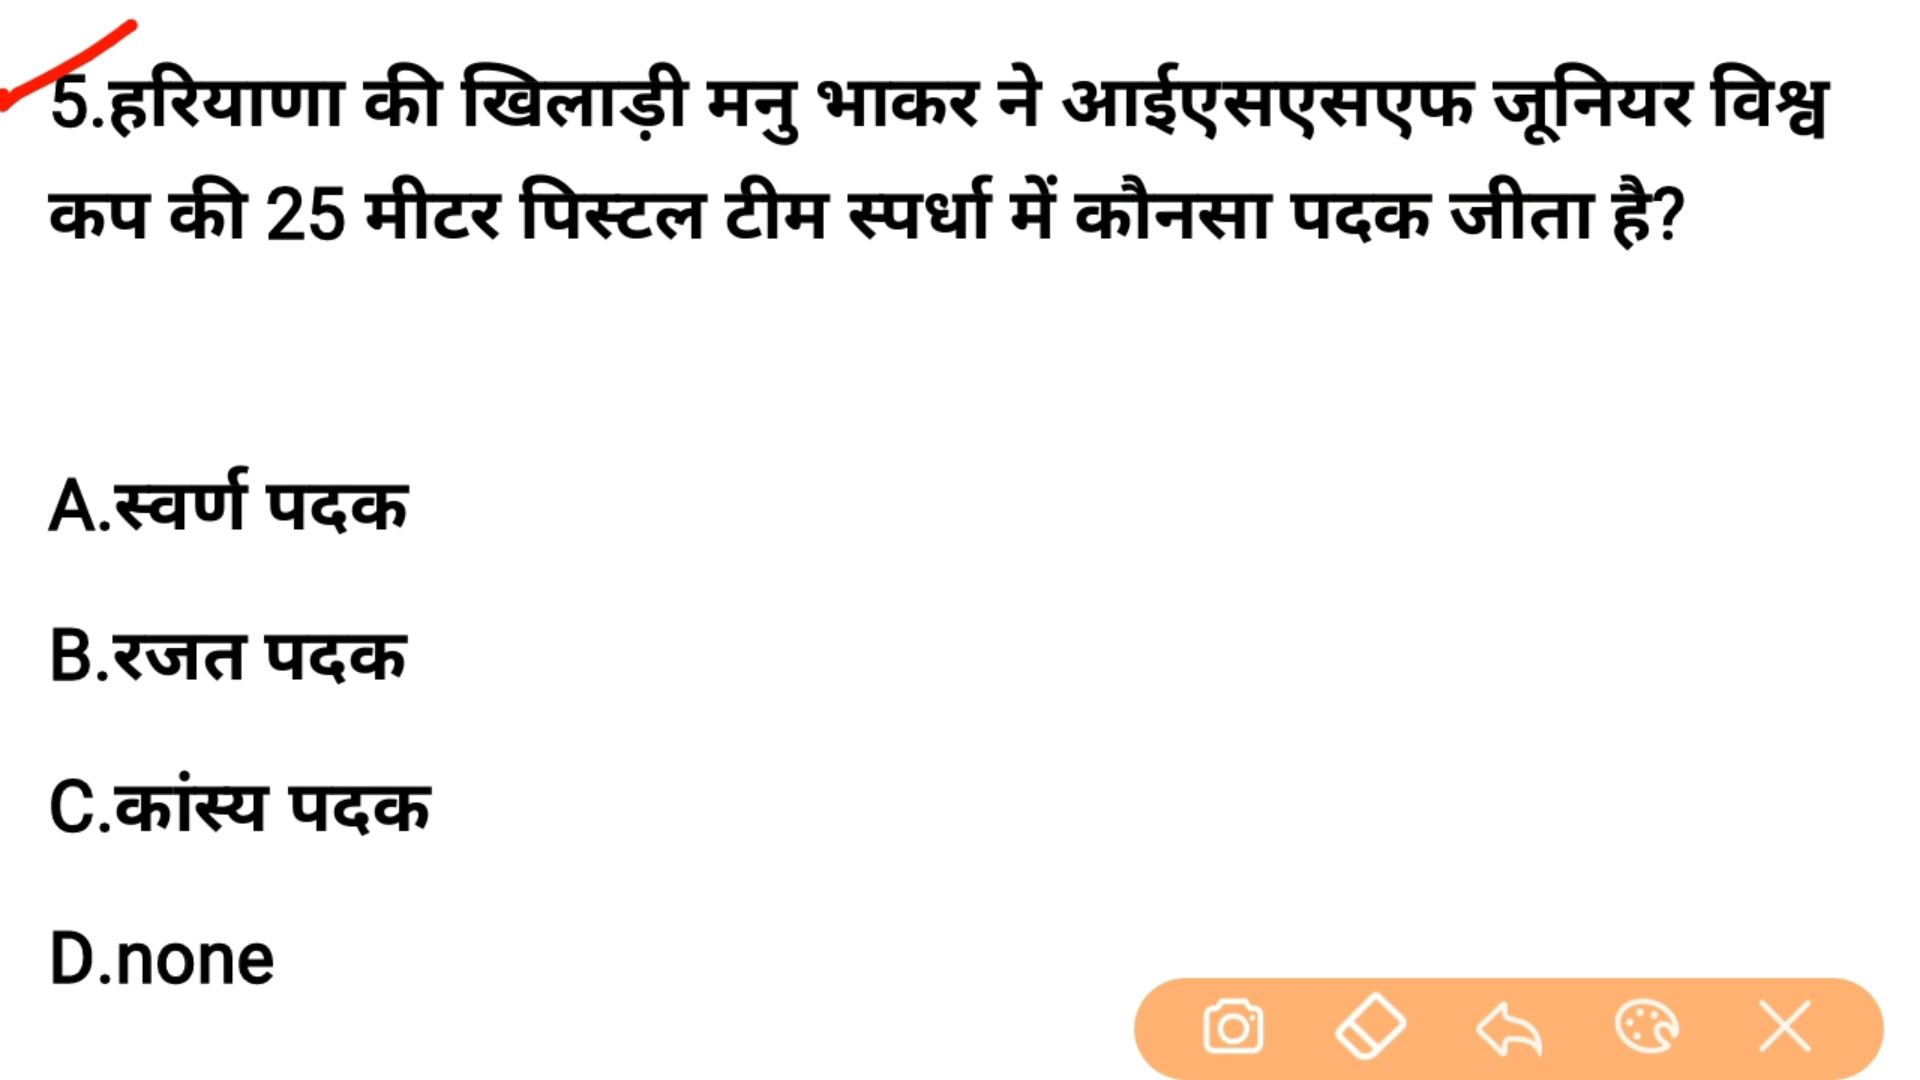 5.हरियाणा की खिलाड़ी मनु भाकर ने आईएसएसएफ जूनियर विश्व
कप की 25 मीटर पिस्टल टीम स्पर्धा में कौनसा पदक जीता है?
A.स्वर्ण पदक
B.रजत पदक
C.कांस्य पदक
D.none